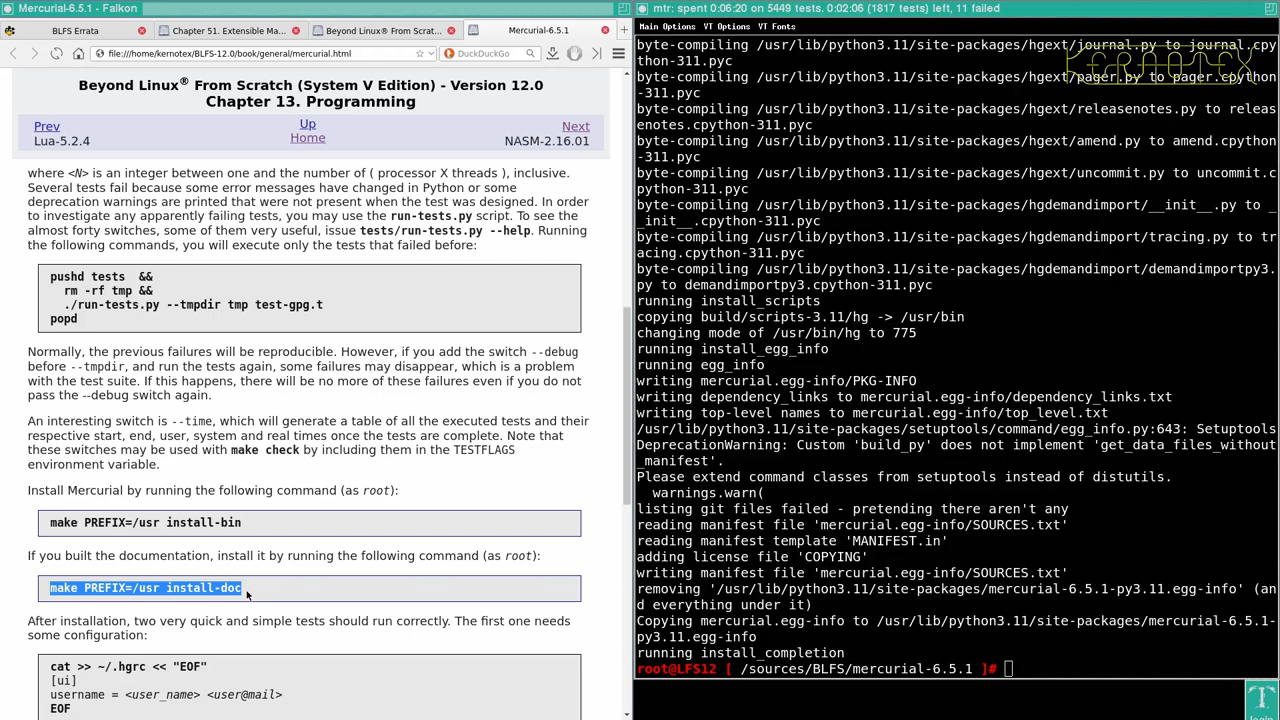 Mercurial-6.5.1 - Falkon
BLFS Errata
Chapter 51. Extensible Ma...
Beyond Linux® From Scrat...
Mercurial-6.5.1
file:///home/kernotex/BLFS-12.0/book/general/mercurial.html
DuckDuckGo
Beyond Linux® From Scratch (System V Edition) - Version 12.0
Chapter 13. Programming
Prev
Up
Next
Lua-5.2.4
Home
NASM-2.16.01
where <N> is an integer between one and the number of ( processor X threads ), inclusive.
Several tests fail because some error messages have changed in Python or some
deprecation warnings are printed that were not present when the test was designed. In order
to investigate any apparently failing tests, you may use the run-tests.py script. To see the
almost forty switches, some of them very useful, issue tests/run-tests.py --help. Running
the following commands, you will execute only the tests that failed before:
pushd tests  &&
  rm -rf tmp &&
  ./run-tests.py --tmpdir tmp test-gpg.t
popd
Normally, the previous failures will be reproducible. However, if you add the switch --debug
before --tmpdir, and run the tests again, some failures may disappear, which is a problem
with the test suite. If this happens, there will be no more of these failures even if you do not
pass the --debug switch again.
An interesting switch is --time, which will generate a table of all the executed tests and their
respective start, end, user, system and real times once the tests are complete. Note that
these switches may be used with make check by including them in the TESTFLAGS
environment variable.
Install Mercurial by running the following command (as root):
make PREFIX=/usr install-bin
If you built the documentation, install it by running the following command (as root):
make PREFIX=/usr install-doc
After installation, two very quick and simple tests should run correctly. The first one needs
some configuration:
cat >> ~/.hgrc << "EOF"
[ui]
username = <user_name> <user@mail>
EOF
mtr: spent 0:06:20 on 5449 tests. 0:02:06 (1817 tests) left, 11 failed
Main Options  VT Options  VT Fonts
KERNOTEX
byte-compiling /usr/lib/python3.11/site-packages/hgext/journal.py to journal.cpy
thon-311.pyc
byte-compiling /usr/lib/python3.11/site-packages/hgext/pager.py to pager.cpython
-311.pyc
byte-compiling /usr/lib/python3.11/site-packages/hgext/releasenotes.py to releas
enotes.cpython-311.pyc
byte-compiling /usr/lib/python3.11/site-packages/hgext/amend.py to amend.cpython
-311.pyc
byte-compiling /usr/lib/python3.11/site-packages/hgext/uncommit.py to uncommit.c
python-311.pyc
byte-compiling /usr/lib/python3.11/site-packages/hgdemandimport/__init__.py to _
_init__.cpython-311.pyc
byte-compiling /usr/lib/python3.11/site-packages/hgdemandimport/tracing.py to tr
acing.cpython-311.pyc
byte-compiling /usr/lib/python3.11/site-packages/hgdemandimport/demandimportpy3.
py to demandimportpy3.cpython-311.pyc
running install_scripts
copying build/scripts-3.11/hg -> /usr/bin
changing mode of /usr/bin/hg to 775
running install_egg_info
running egg_info
writing mercurial.egg-info/PKG-INFO
writing dependency_links to mercurial.egg-info/dependency_links.txt
writing top-level names to mercurial.egg-info/top_level.txt
/usr/lib/python3.11/site-packages/setuptools/command/egg_info.py:643: Setuptools
DeprecationWarning: Custom 'build_py' does not implement 'get_data_files_without
_manifest'.
Please extend command classes from setuptools instead of distutils.
  warnings.warn(
listing git files failed - pretending there aren't any
reading manifest file 'mercurial.egg-info/SOURCES.txt'
reading manifest template 'MANIFEST.in'
adding license file 'COPYING'
writing manifest file 'mercurial.egg-info/SOURCES.txt'
removing '/usr/lib/python3.11/site-packages/mercurial-6.5.1-py3.11.egg-info' (an
d everything under it)
Copying mercurial.egg-info to /usr/lib/python3.11/site-packages/mercurial-6.5.1-
py3.11.egg-info
running install_completion
root@LFS12 [ /sources/BLFS/mercurial-6.5.1 ]#
login